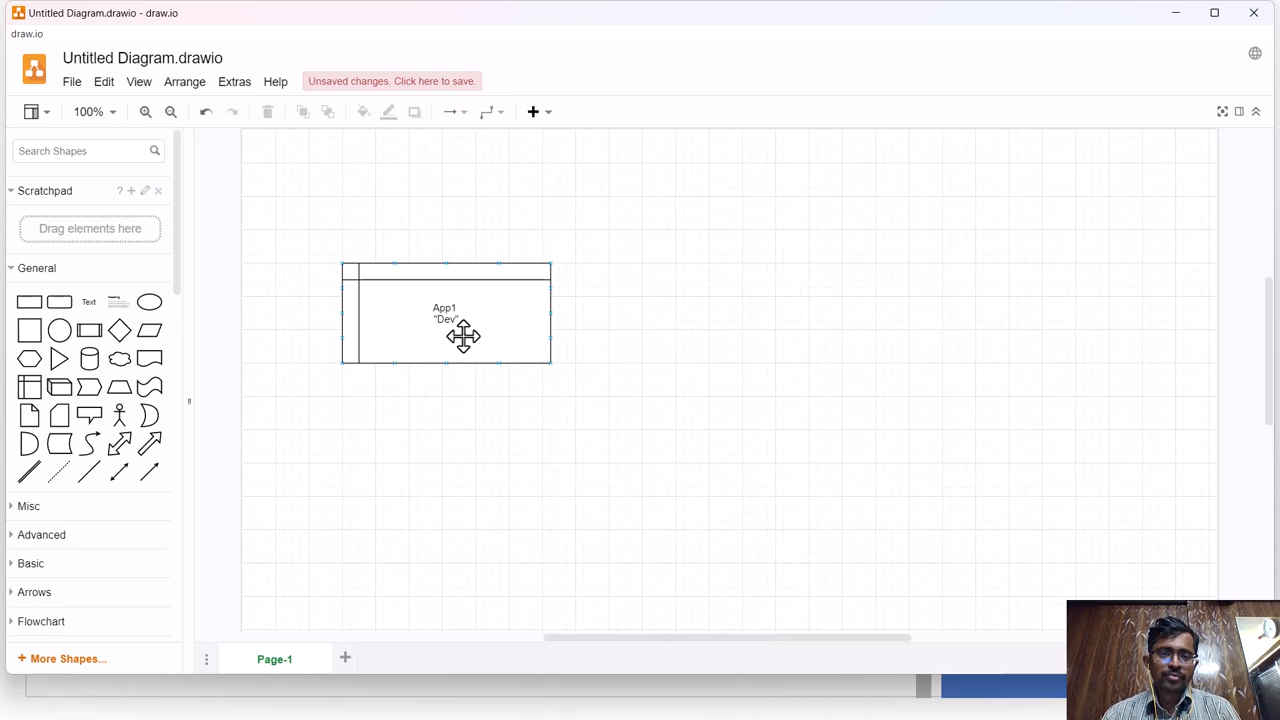 Untitled Diagram.drawio - draw.io
draw.io
Untitled Diagram.drawio
File Edit View Arrange Extras Help Unsaved changes. Click here to save.
100%
Search Shapes
Scratchpad ?
Drag elements here
General
Text Heading
App1
"Dev"
Misc
Advanced
Basic
Arrows
Flowchart
+ More Shapes...
Page-1